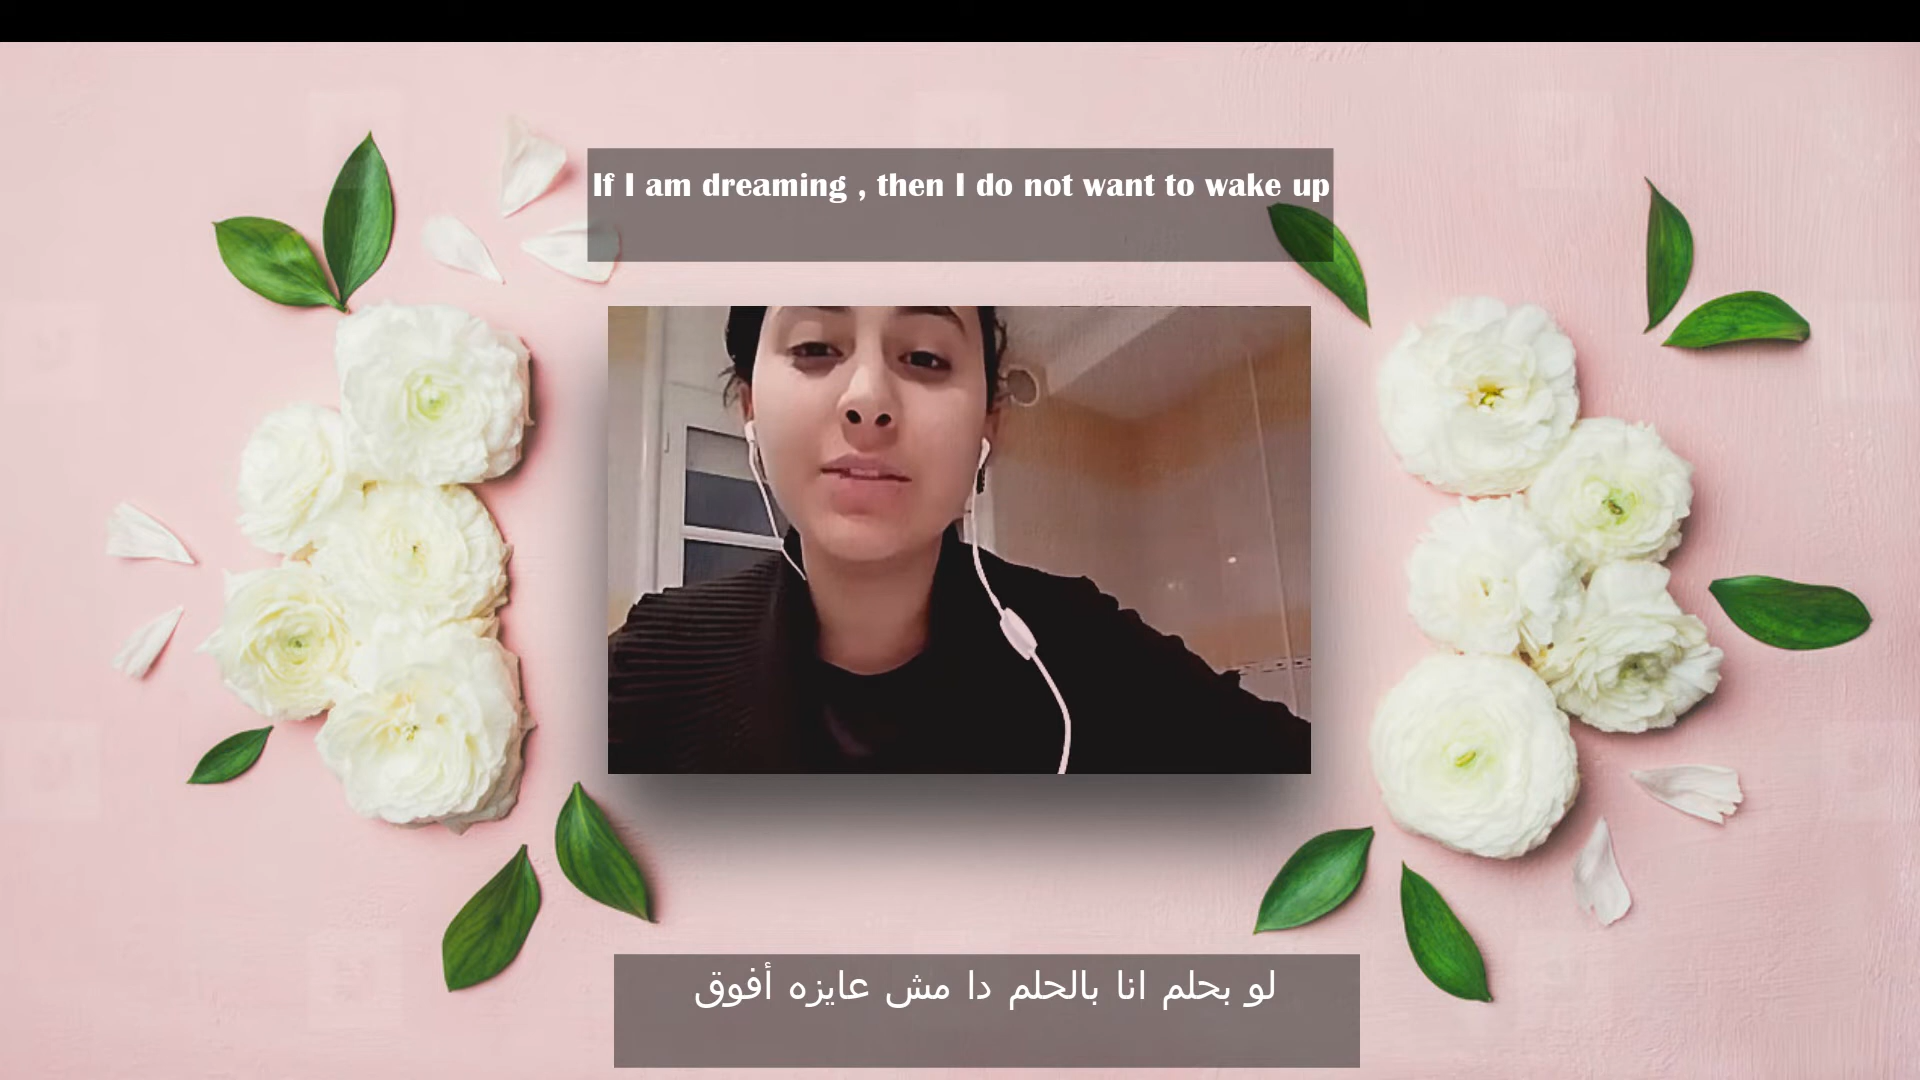 If I am dreaming , then I do not want to wake up
لو بحلم انا بالحلم دا مش عايزه أفوق